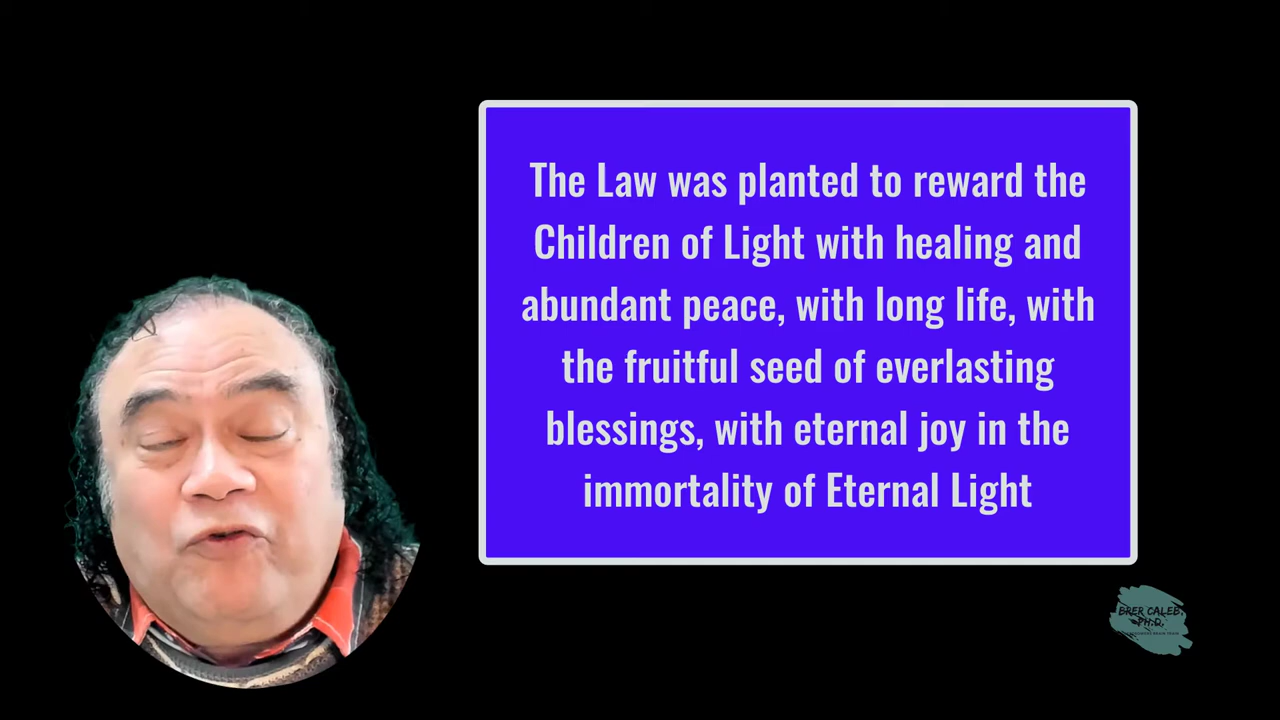 The Law was planted to reward the
Children of Light with healing and
abundant peace, with long life, with
the fruitful seed of everlasting
blessings, with eternal joy in the
immortality of Eternal Light
BRER CALEB,
PH.D.